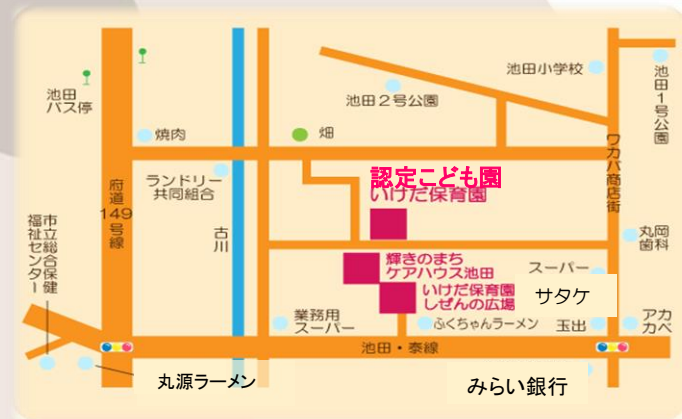 池田
バス停
焼肉
ランドリー
共同組合
府道
149
号線
古川
市立総合保健
福祉センター
畑
池田2号公園
池田小学校
池田1号公園
ワカバ商店街
認定こども園
いけだ保育園
輝きのまち
ケアハウス池田
いけだ保育園
しぜんの広場
スーパー
サタケ
丸岡
歯科
業務用
スーパー
ふくちゃんラーメン
玉出
アカ
カベ
池田・泰線
丸源ラーメン
みらい銀行